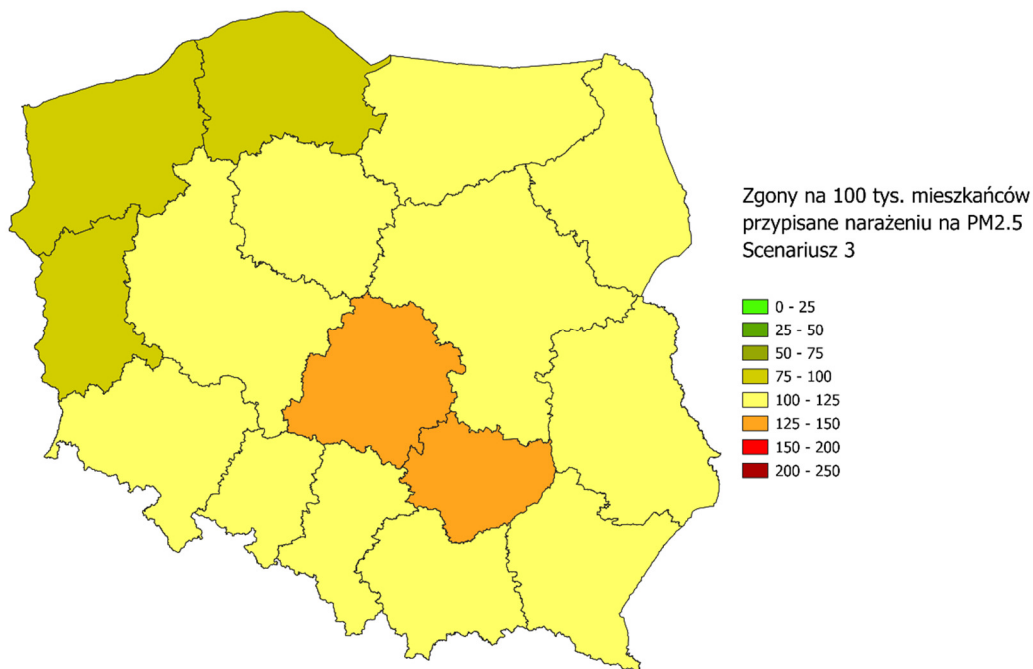 Zgony na 100 tys. mieszkańców
przypisane narażeniu na PM2.5
Scenariusz 3
0 - 25
25 - 50
50 - 75
75 - 100
100 - 125
125 - 150
150 - 200
200 - 250